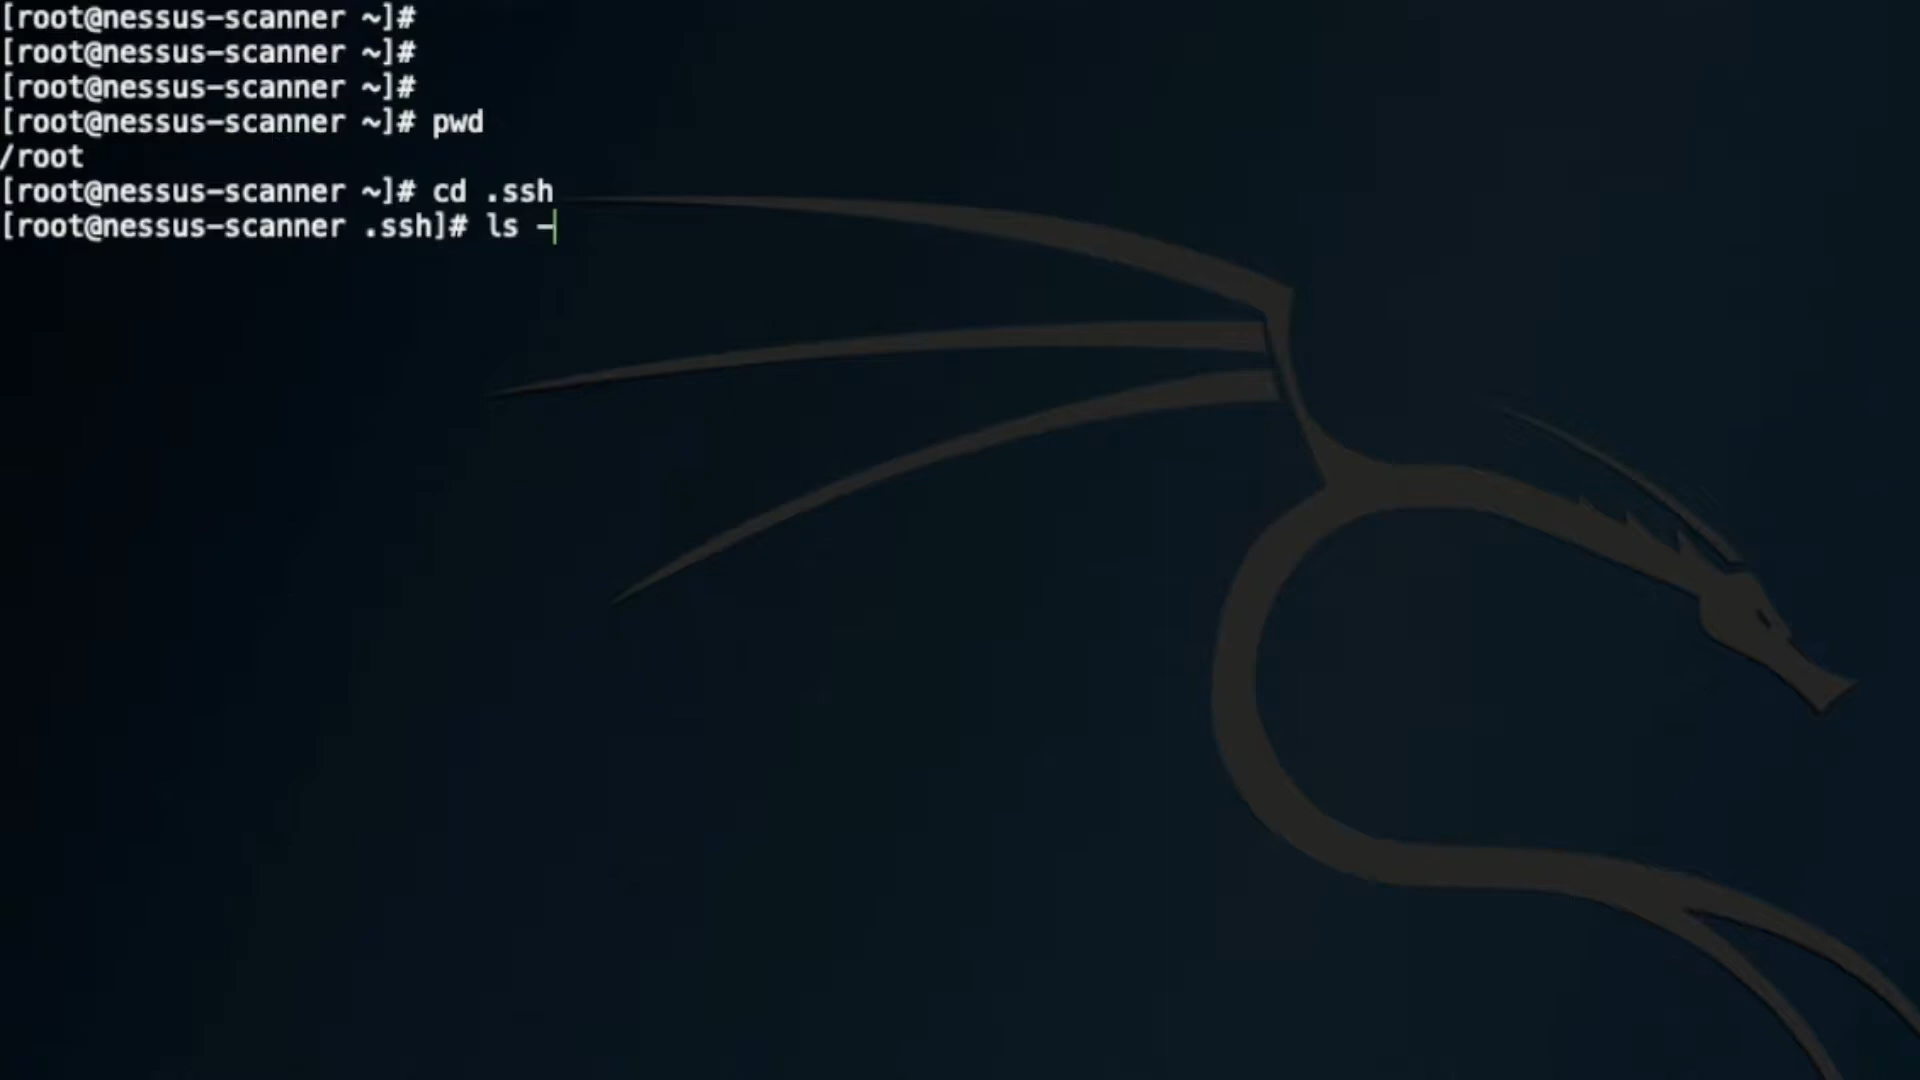 [root@nessus-scanner ~]#
[root@nessus-scanner ~]#
[root@nessus-scanner ~]#
[root@nessus-scanner ~]# pwd
/root
[root@nessus-scanner ~]# cd .ssh
[root@nessus-scanner .ssh]# ls -